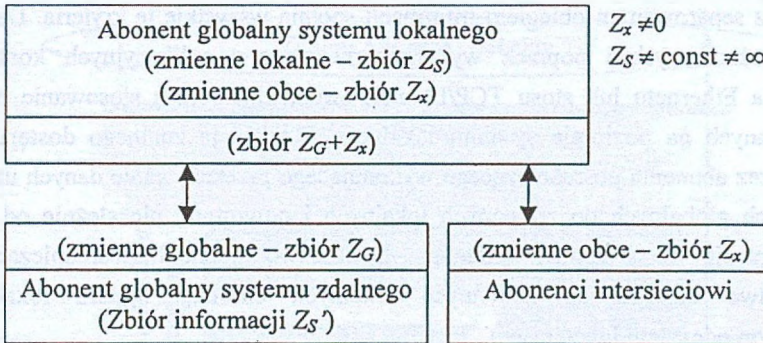 Abonent globalny systemu lokalnego
(zmienne lokalne – zbiór Z_S)
(zmienne obce – zbiór Z_x)
(zbiór Z_G+Z_x)
Z_x ≠0
Z_S ≠ const ≠ ∞
(zmienne globalne – zbiór Z_G)
Abonent globalny systemu zdalnego
(Zbiór informacji Z_S')
(zmienne obce – zbiór Z_x)
Abonenci intersieciowi